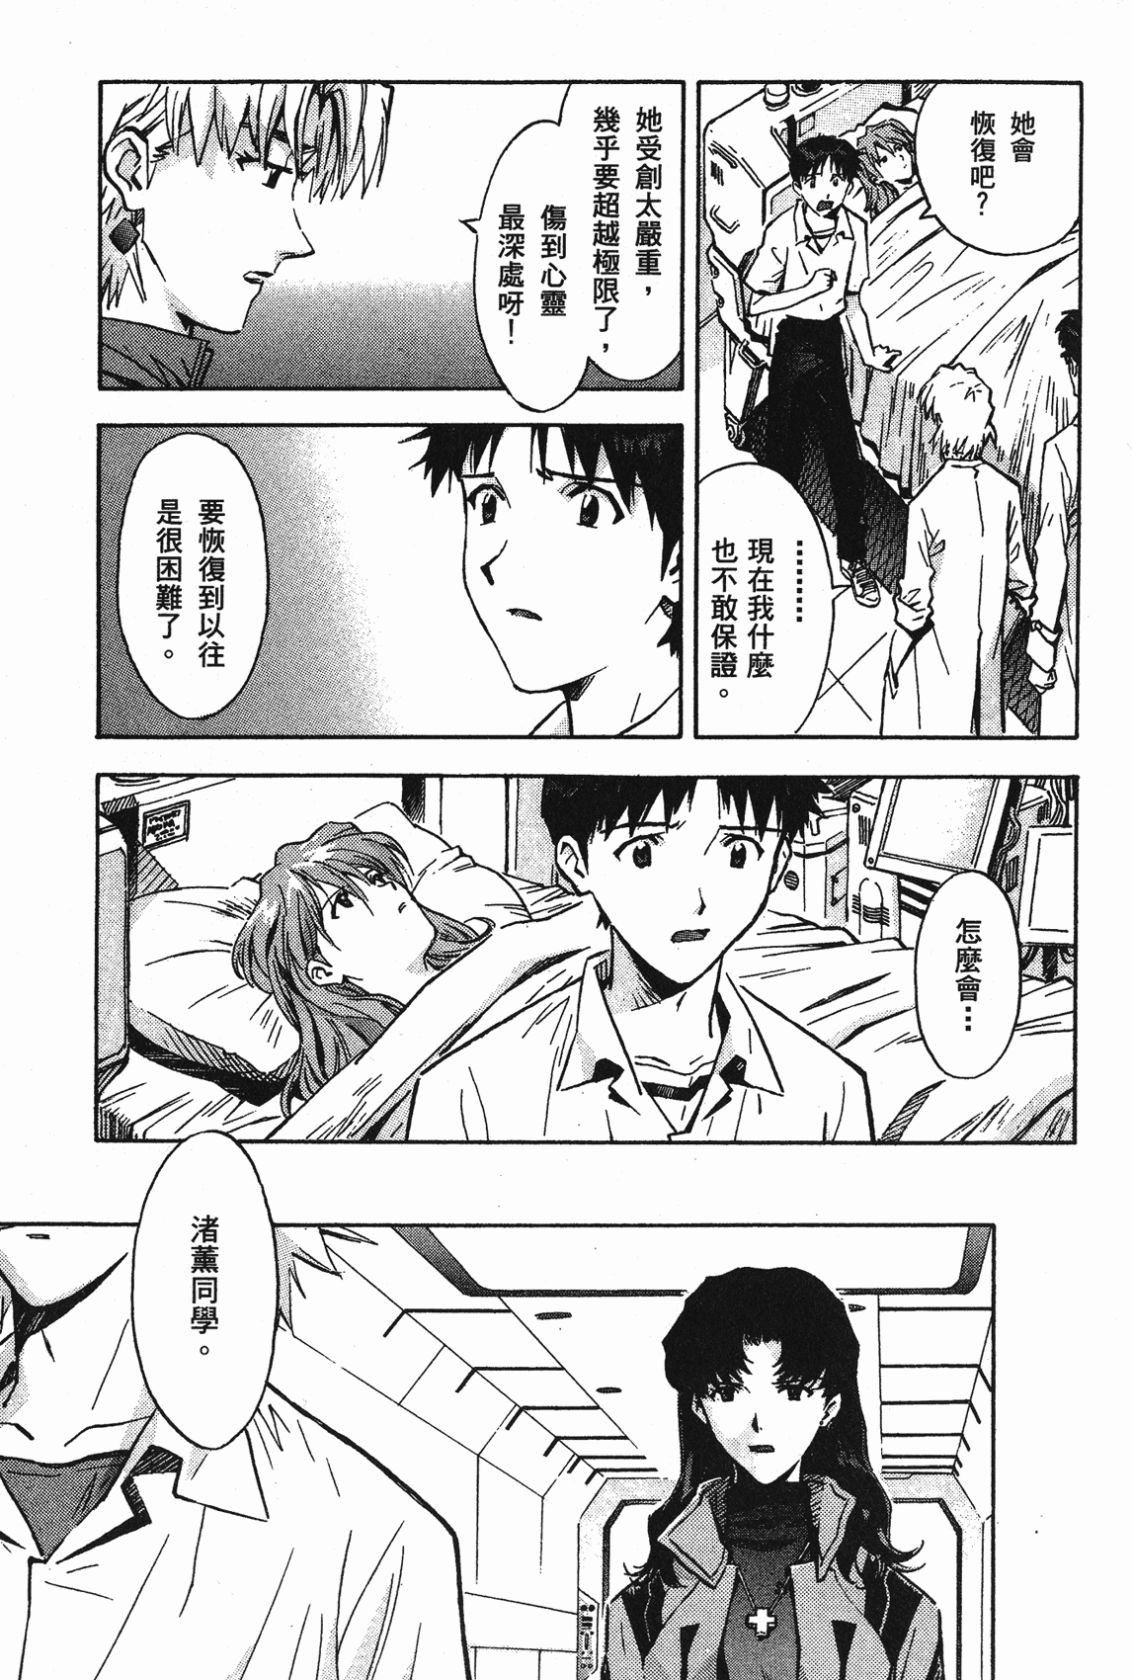 她會
恢復吧？
⋯⋯⋯
現在我什麼
也不敢保證。
她受創太嚴重，
幾乎要超越極限了，
傷到心靈
最深處呀！
要恢復到以往
是很困難了。
怎麼會⋯
渚薰同學。